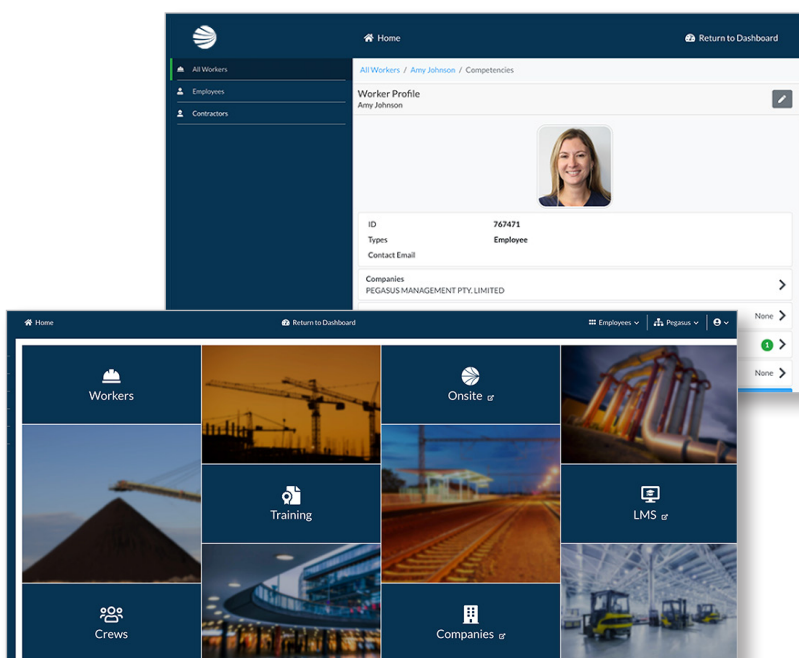 Home
Return to Dashboard
All Workers
Employees
Contractors
All Workers / Amy Johnson / Competencies
Worker Profile
Amy Johnson
ID 767471
Types Employee
Contact Email
Companies
PEGASUS MANAGEMENT PTY. LIMITED
None
1
None
Home
Return to Dashboard
Employees
Pegasus
Workers
Onsite
Training
LMS
Crews
Companies